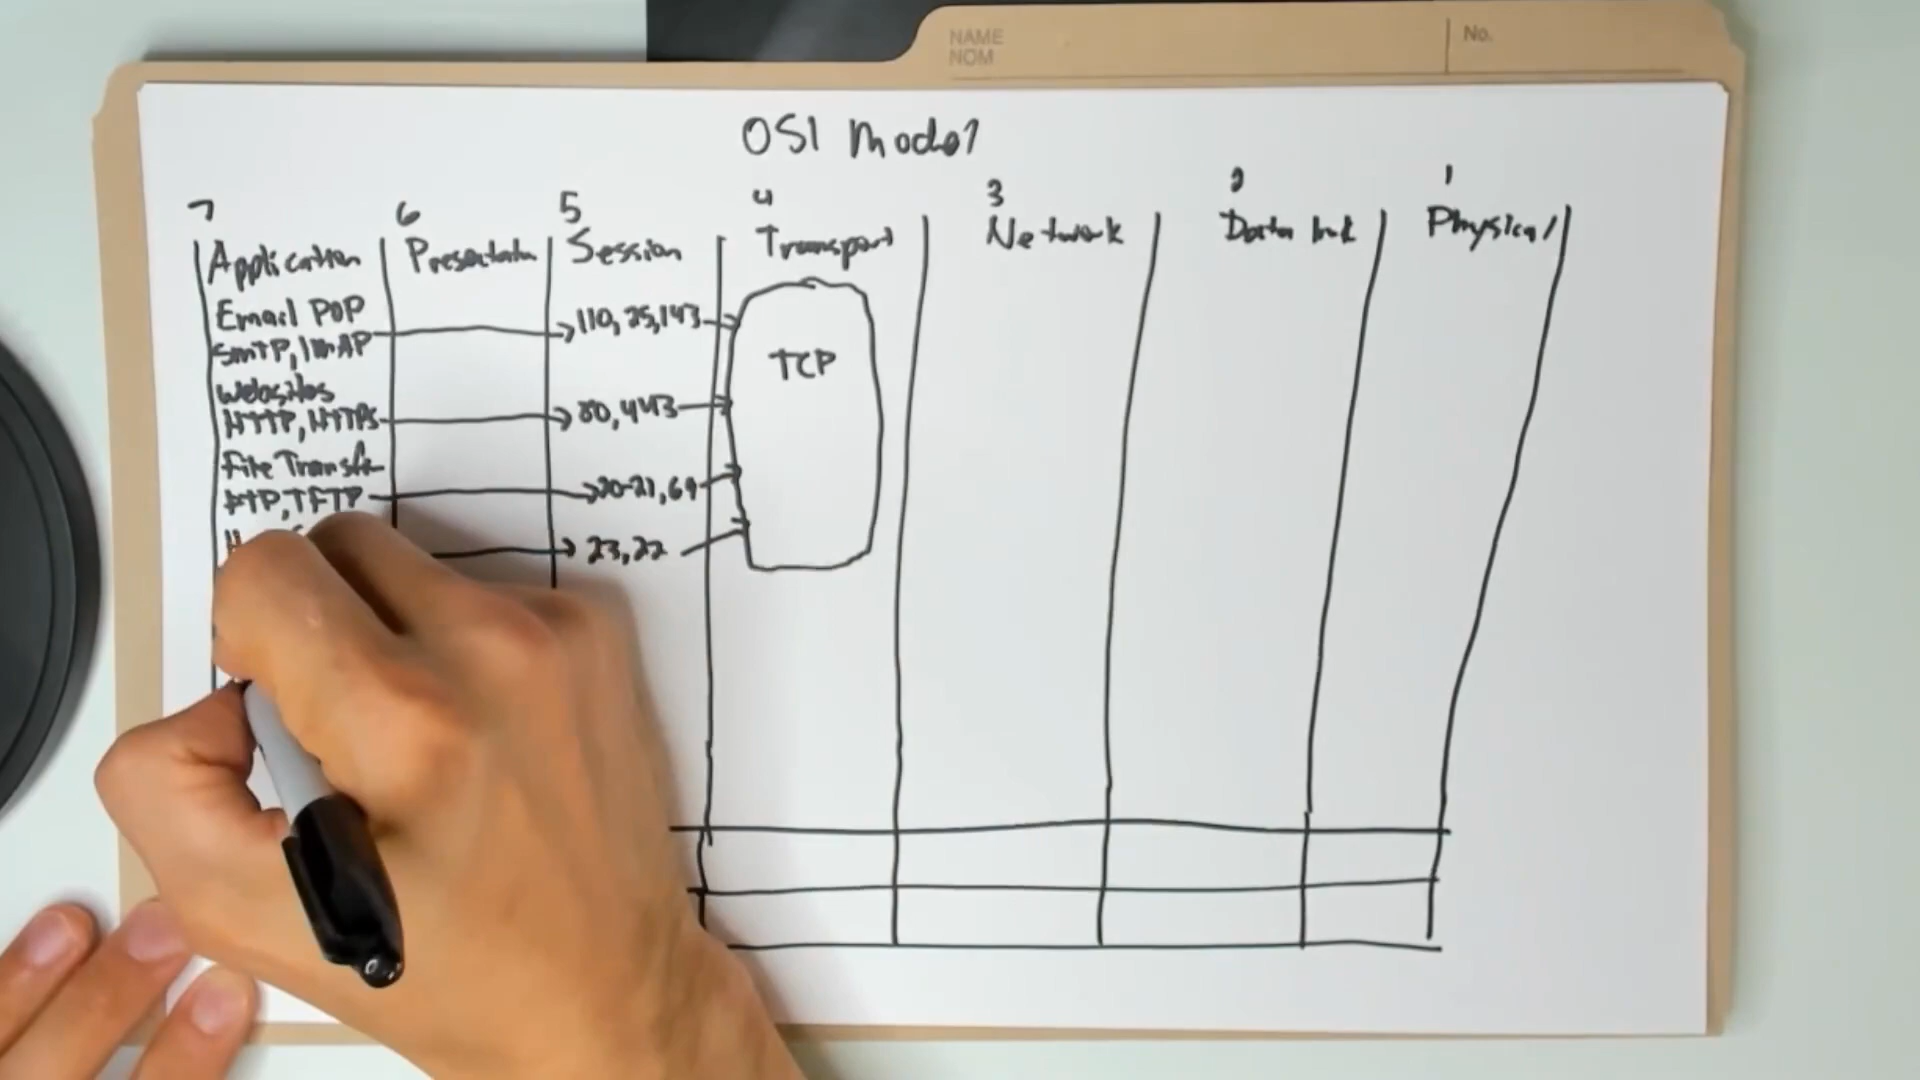 NAME
NOM
No.
OSI Model
7 6 5 4 3 2 1
Application Presentatn Session Transport Network Data link Physical
Email POP
SMTP, IMAP
110, 25, 143
TCP
Websites
HTTP, HTTPS
80, 443
File Transfer
FTP, TFTP
20-21, 69
23, 22